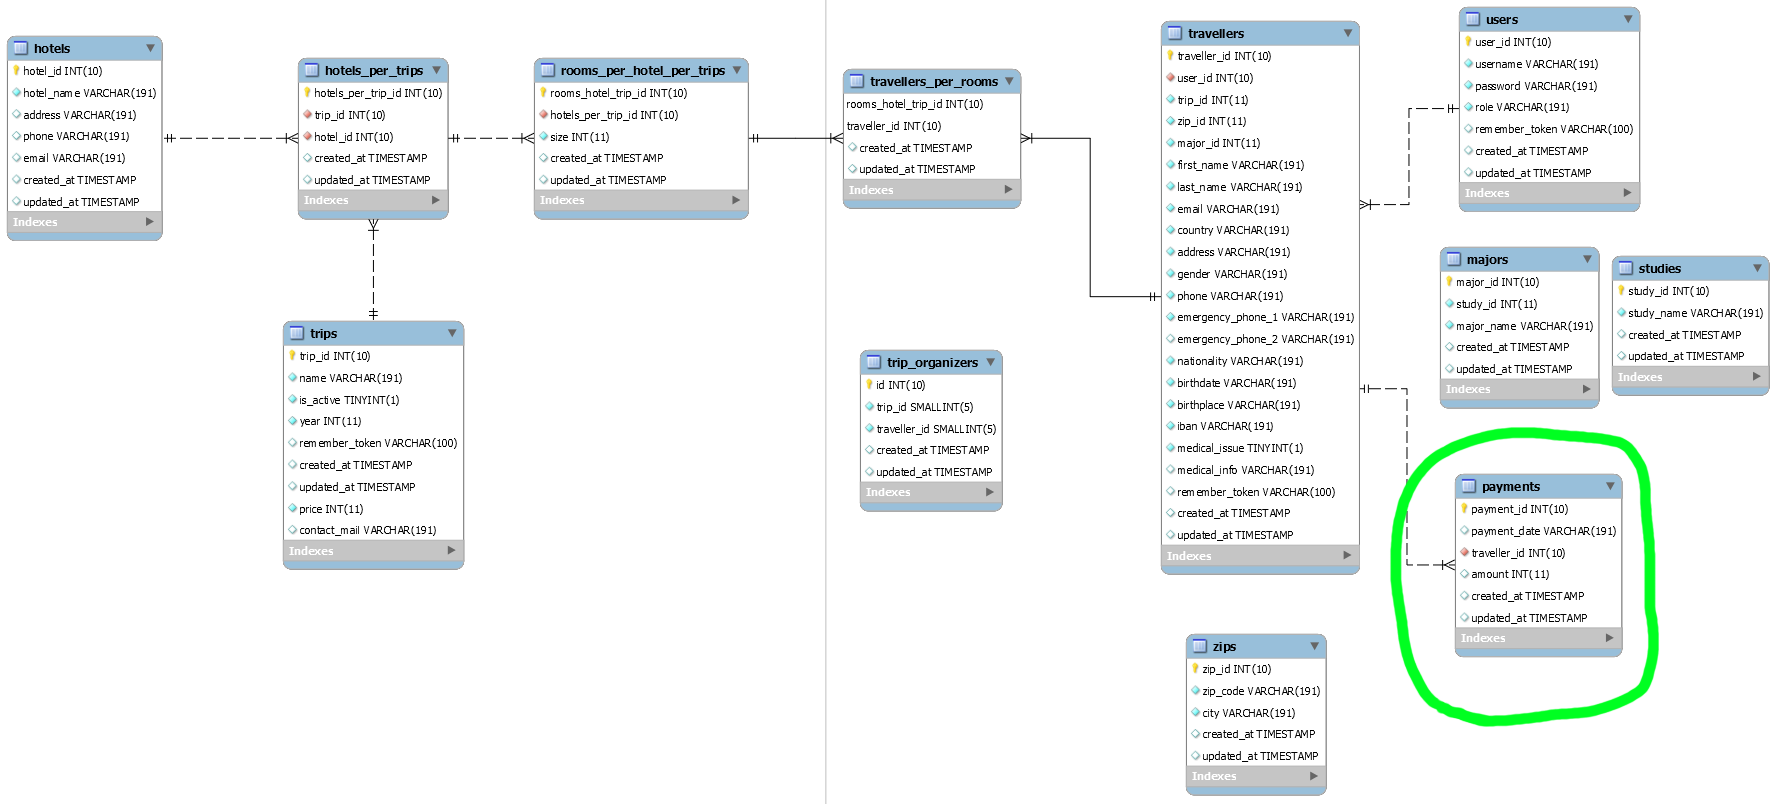 hotels
hotel_id INT(10)
hotel_name VARCHAR(191)
address VARCHAR(191)
phone VARCHAR(191)
email VARCHAR(191)
created_at TIMESTAMP
updated_at TIMESTAMP
Indexes
hotels_per_trips
hotels_per_trip_id INT(10)
trip_id INT(10)
hotel_id INT(10)
created_at TIMESTAMP
updated_at TIMESTAMP
Indexes
rooms_per_hotel_per_trips
rooms_hotel_trip_id INT(10)
hotels_per_trip_id INT(10)
size INT(11)
created_at TIMESTAMP
updated_at TIMESTAMP
Indexes
trips
trip_id INT(10)
name VARCHAR(191)
is_active TINYINT(1)
year INT(11)
remember_token VARCHAR(100)
created_at TIMESTAMP
updated_at TIMESTAMP
price INT(11)
contact_mail VARCHAR(191)
Indexes
travellers_per_rooms
rooms_hotel_trip_id INT(10)
traveller_id INT(10)
created_at TIMESTAMP
updated_at TIMESTAMP
Indexes
trip_organizers
id INT(10)
trip_id SMALLINT(5)
traveller_id SMALLINT(5)
created_at TIMESTAMP
updated_at TIMESTAMP
Indexes
travellers
traveller_id INT(10)
user_id INT(10)
trip_id INT(11)
zip_id INT(11)
major_id INT(11)
first_name VARCHAR(191)
last_name VARCHAR(191)
email VARCHAR(191)
country VARCHAR(191)
address VARCHAR(191)
gender VARCHAR(191)
phone VARCHAR(191)
emergency_phone_1 VARCHAR(191)
emergency_phone_2 VARCHAR(191)
nationality VARCHAR(191)
birthdate VARCHAR(191)
birthplace VARCHAR(191)
iban VARCHAR(191)
medical_issue TINYINT(1)
medical_info VARCHAR(191)
remember_token VARCHAR(100)
created_at TIMESTAMP
updated_at TIMESTAMP
Indexes
users
user_id INT(10)
username VARCHAR(191)
password VARCHAR(191)
role VARCHAR(191)
remember_token VARCHAR(100)
created_at TIMESTAMP
updated_at TIMESTAMP
Indexes
majors
major_id INT(10)
study_id INT(11)
major_name VARCHAR(191)
created_at TIMESTAMP
updated_at TIMESTAMP
Indexes
studies
study_id INT(10)
study_name VARCHAR(191)
created_at TIMESTAMP
updated_at TIMESTAMP
Indexes
payments
payment_id INT(10)
payment_date VARCHAR(191)
traveller_id INT(10)
amount INT(11)
created_at TIMESTAMP
updated_at TIMESTAMP
Indexes
zips
zip_id INT(10)
zip_code VARCHAR(191)
city VARCHAR(191)
created_at TIMESTAMP
updated_at TIMESTAMP
Indexes